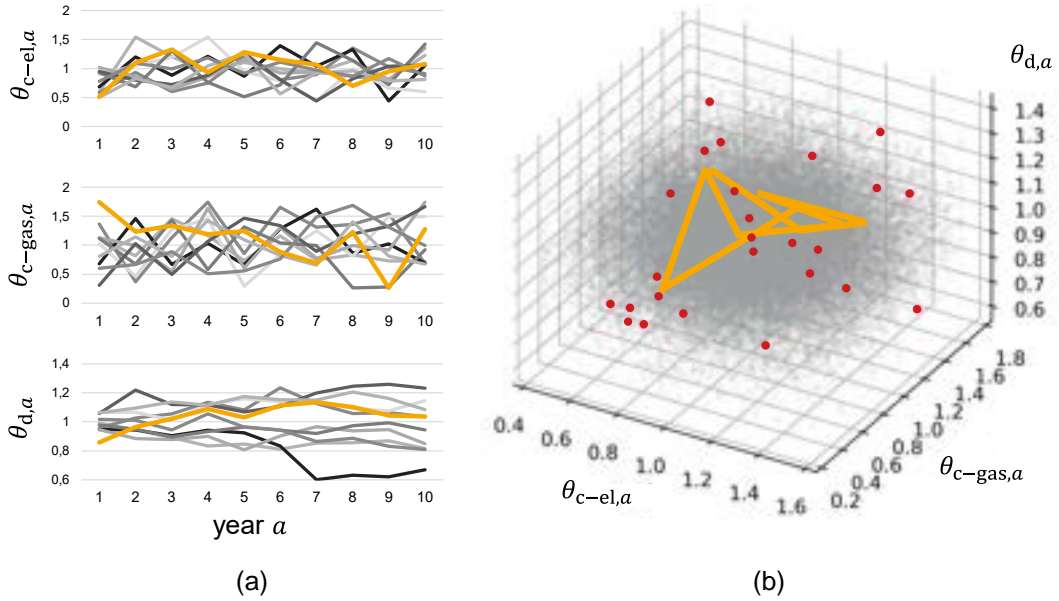 2
1,5
1
0,5
0
θc−el,a
1 2 3 4 5 6 7 8 9 10
2
1,5
1
0,5
0
θc−gas,a
1 2 3 4 5 6 7 8 9 10
1,4
1,2
1
0,8
0,6
θd,a
1 2 3 4 5 6 7 8 9 10
year a
(a)
θd,a
1.4
1.3
1.2
1.1
1.0
0.9
0.8
0.7
0.6
0.4 0.6 0.8 1.0 1.2 1.4 1.6
θc−el,a
0.2 0.4 0.6 0.8 1.0 1.2 1.4 1.6 1.8
θc−gas,a
(b)